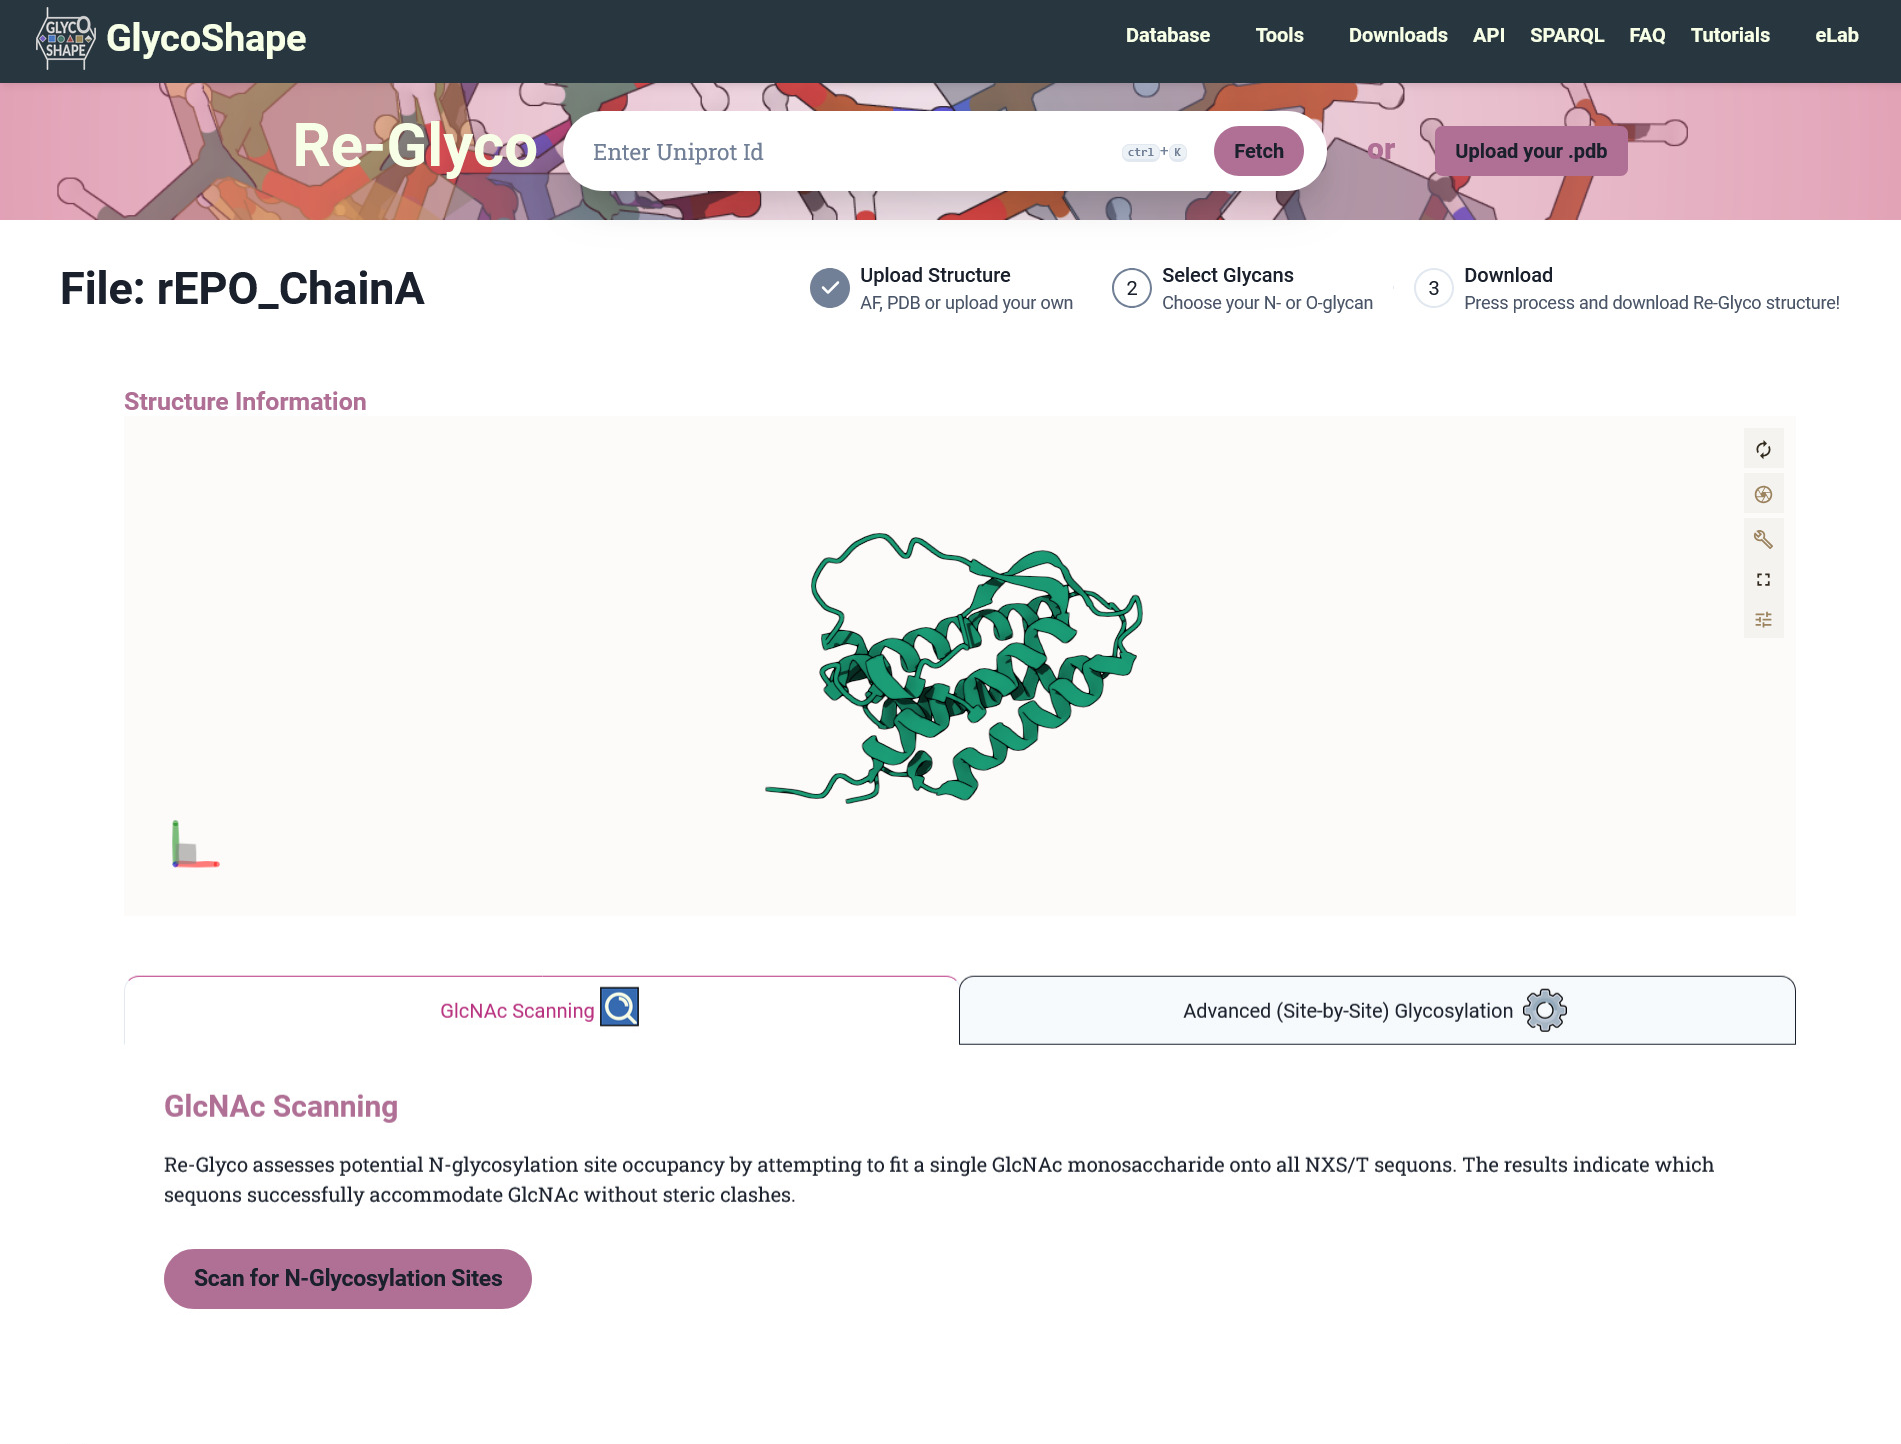 GLYCO
SHAPE
GlycoShape
Database Tools Downloads API SPARQL FAQ Tutorials eLab
Re-Glyco
Enter Uniprot Id
ctrl+K
Fetch
or
Upload your .pdb
File: rEPO_ChainA
Upload Structure
AF, PDB or upload your own
2
Select Glycans
Choose your N- or O-glycan
3
Download
Press process and download Re-Glyco structure!
Structure Information
GlcNAc Scanning
Advanced (Site-by-Site) Glycosylation
GlcNAc Scanning
Re-Glyco assesses potential N-glycosylation site occupancy by attempting to fit a single GlcNAc monosaccharide onto all NXS/T sequons. The results indicate which
sequons successfully accommodate GlcNAc without steric clashes.
Scan for N-Glycosylation Sites